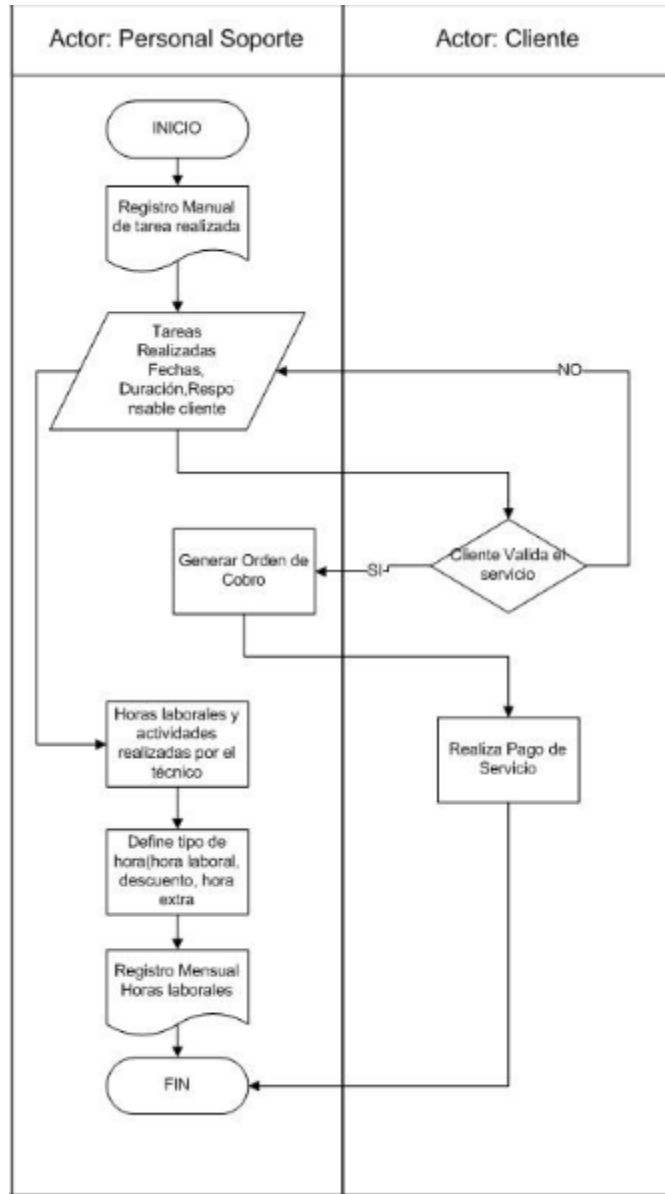 Actor: Personal Soporte
Actor: Cliente
INICIO
Registro Manual
de tarea realizada
Tareas
Realizadas
Fechas,
Duración,Respo
nsable cliente
NO
Cliente Valida el
servicio
SI
Generar Orden de
Cobro
Horas laborales y
actividades
realizadas por el
técnico
Realiza Pago de
Servicio
Define tipo de
hora(hora laboral,
descuento, hora
extra
Registro Mensual
Horas laborales
FIN